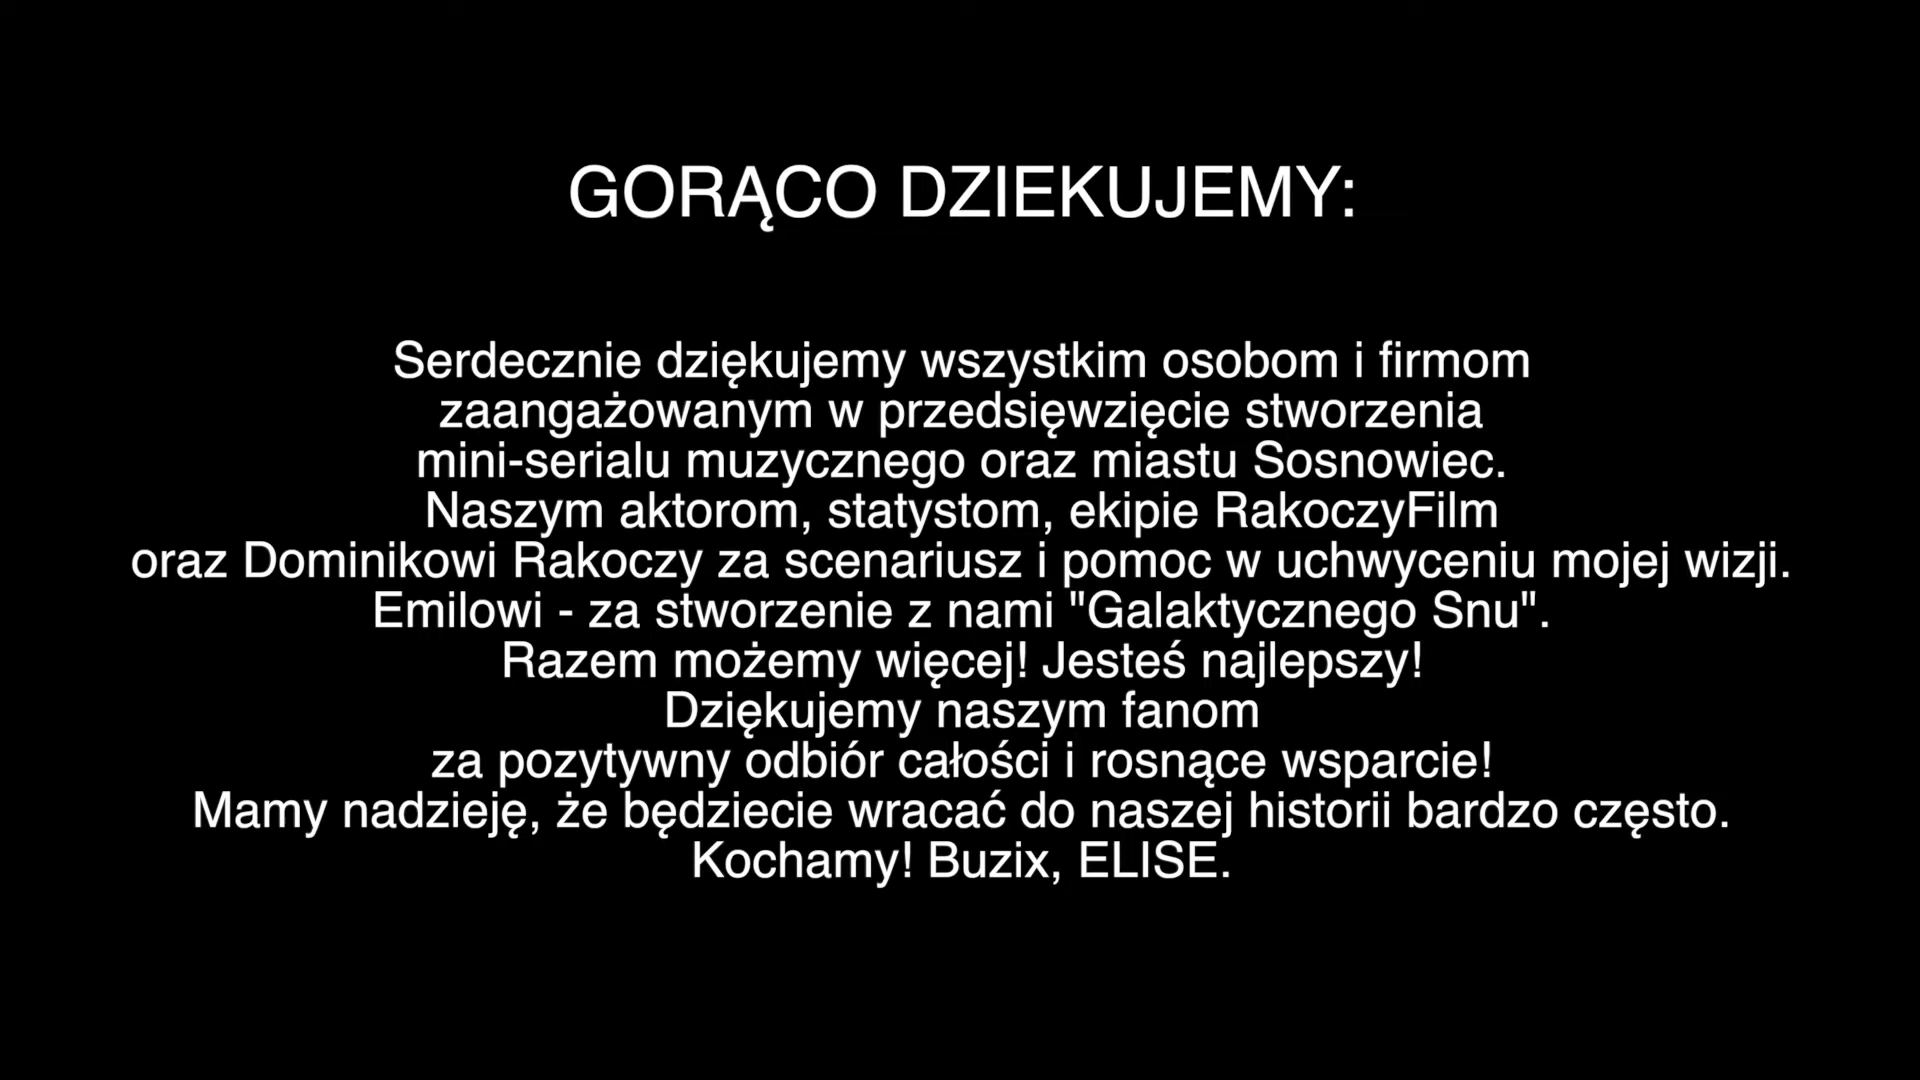 GORĄCO DZIEKUJEMY:
Serdecznie dziękujemy wszystkim osobom i firmom
zaangażowanym w przedsięwzięcie stworzenia
mini-serialu muzycznego oraz miastu Sosnowiec.
Naszym aktorom, statystom, ekipie RakoczyFilm
oraz Dominikowi Rakoczy za scenariusz i pomoc w uchwyceniu mojej wizji.
Emilowi - za stworzenie z nami "Galaktycznego Snu".
Razem możemy więcej! Jesteś najlepszy!
Dziękujemy naszym fanom
za pozytywny odbiór całości i rosnące wsparcie!
Mamy nadzieję, że będziecie wracać do naszej historii bardzo często.
Kochamy! Buzix, ELISE.